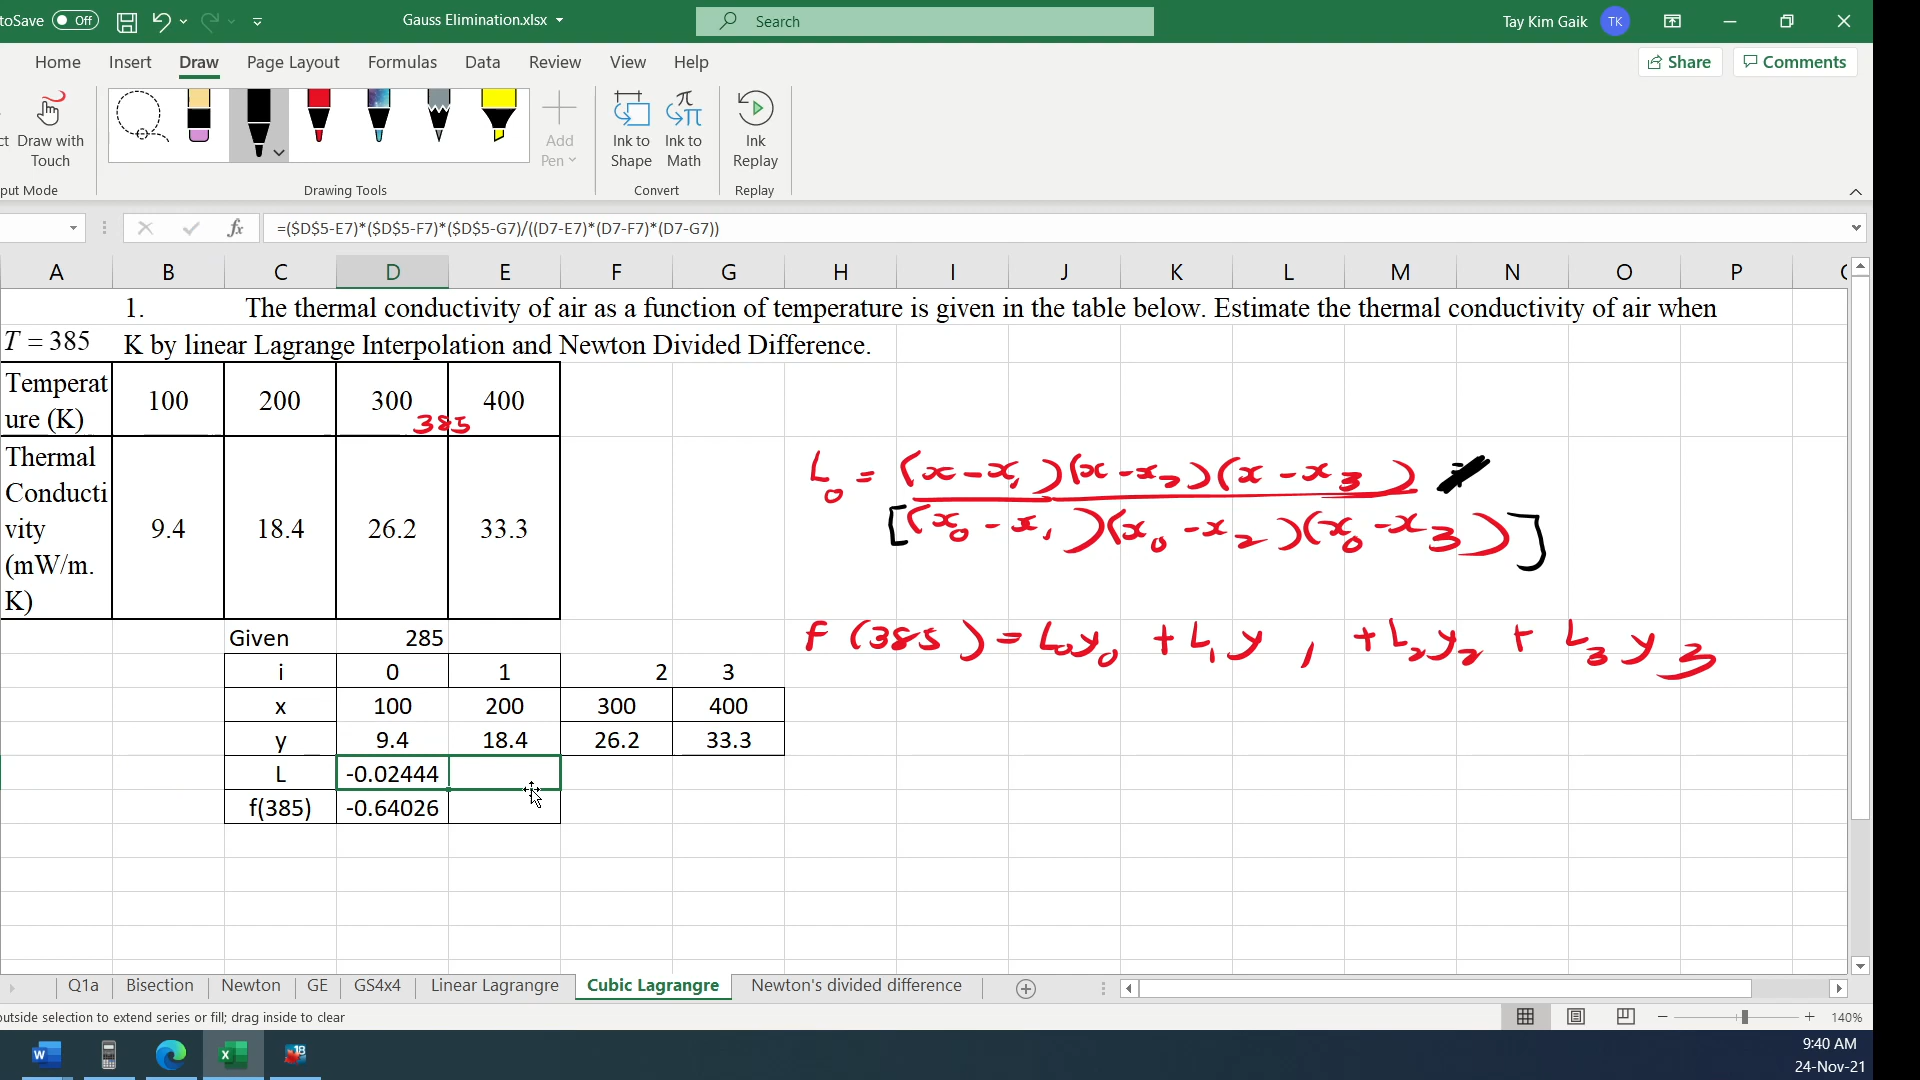 toSave Off Gauss Elimination.xlsx Search Tay Kim Gaik TK
Home Insert Draw Page Layout Formulas Data Review View Help Share Comments
ct Draw with Touch
Add Pen
Ink to Shape
Ink to Math
Ink Replay
put Mode Drawing Tools Convert Replay
fx =($D$5-E7)*($D$5-F7)*($D$5-G7)/((D7-E7)*(D7-F7)*(D7-G7))
A B C D E F G H I J K L M N O P
1. The thermal conductivity of air as a function of temperature is given in the table below. Estimate the thermal conductivity of air when
T = 385 K by linear Lagrange Interpolation and Newton Divided Difference.
Temperat
ure (K) 100 200 300 400
385
Thermal
Conducti
vity
(mW/m.
K) 9.4 18.4 26.2 33.3
L₀ = (x-x₁)(x-x₂)(x-x₃)
[(x₀-x₁)(x₀-x₂)(x₀-x₃)]
Given 285
f(385) = L₀y₀ + L₁y₁ + L₂y₂ + L₃y₃
i 0 1 2 3
x 100 200 300 400
y 9.4 18.4 26.2 33.3
L -0.02444
f(385) -0.64026
Q1a Bisection Newton GE GS4x4 Linear Lagrangre Cubic Lagrangre Newton's divided difference
outside selection to extend series or fill; drag inside to clear 140%
9:40 AM
24-Nov-21